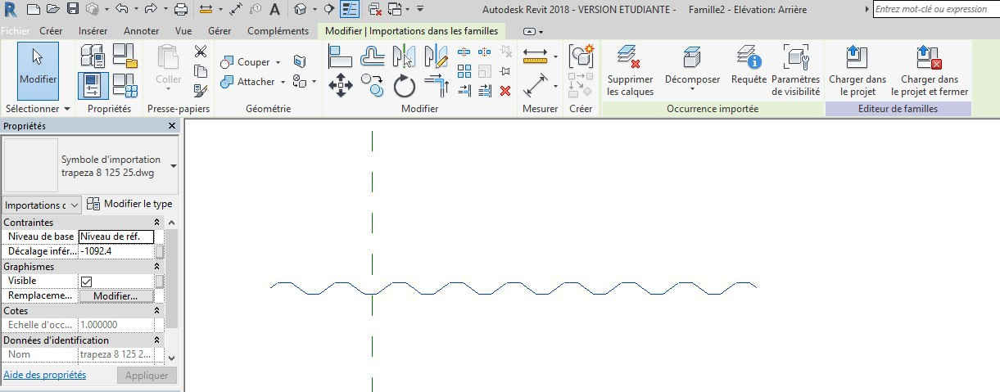 Autodesk Revit 2018 - VERSION ETUDIANTE - Famille2 - Elévation: Arrière
Entrez mot-clé ou expression
Fichier Créer Insérer Annoter Vue Gérer Compléments Modifier | Importations dans les familles
Modifier
Coller
Couper
Attacher
Supprimer les calques
Décomposer
Requête
Paramètres de visibilité
Charger dans le projet
Charger dans le projet et fermer
Sélectionner Propriétés Presse-papiers Géométrie Modifier Mesurer Créer Occurrence importée Editeur de familles
Propriétés
Symbole d'importation
trapeza 8 125 25.dwg
Importations c Modifier le type
Contraintes
Niveau de base Niveau de réf.
Décalage infér... -1092.4
Graphismes
Visible
Remplaceme... Modifier...
Cotes
Echelle d'occ... 1.000000
Données d'identification
Nom trapeza 8 125 2...
Aide des propriétés Appliquer